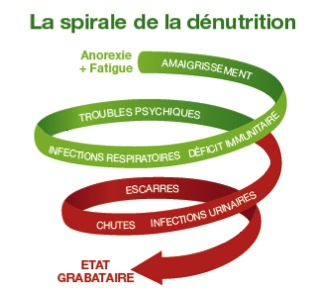 La spirale de la dénutrition
Anorexie
+ Fatigue
AMAIGRISSEMENT
TROUBLES PSYCHIQUES
INFECTIONS RESPIRATOIRES DÉFICIT IMMUNITAIRE
ESCARRES
CHUTES INFECTIONS URINAIRES
ETAT
GRABATAIRE